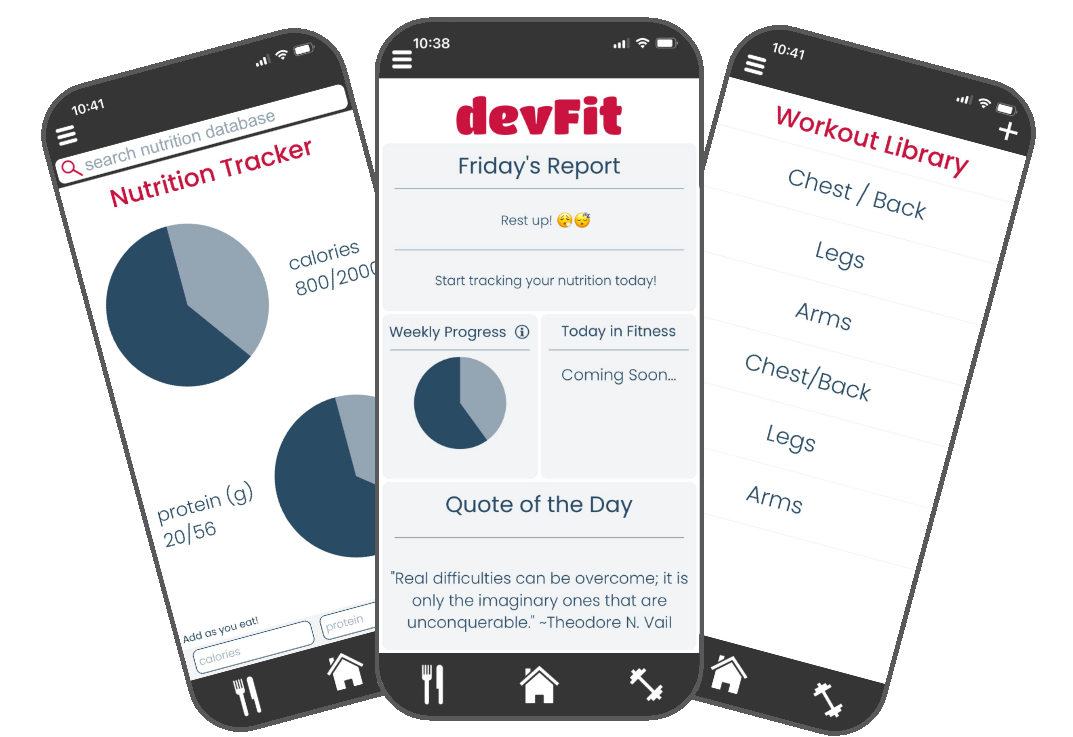 10:41
search nutrition database
Nutrition Tracker
calories
800/2000
protein (g)
20/56
Add as you eat!
calories
protein
10:38
devFit
Friday's Report
Rest up! 😌😴
Start tracking your nutrition today!
Weekly Progress
Today in Fitness
Coming Soon...
Quote of the Day
"Real difficulties can be overcome; it is
only the imaginary ones that are
unconquerable." ~Theodore N. Vail
10:41
Workout Library
Chest / Back
Legs
Arms
Chest/Back
Legs
Arms